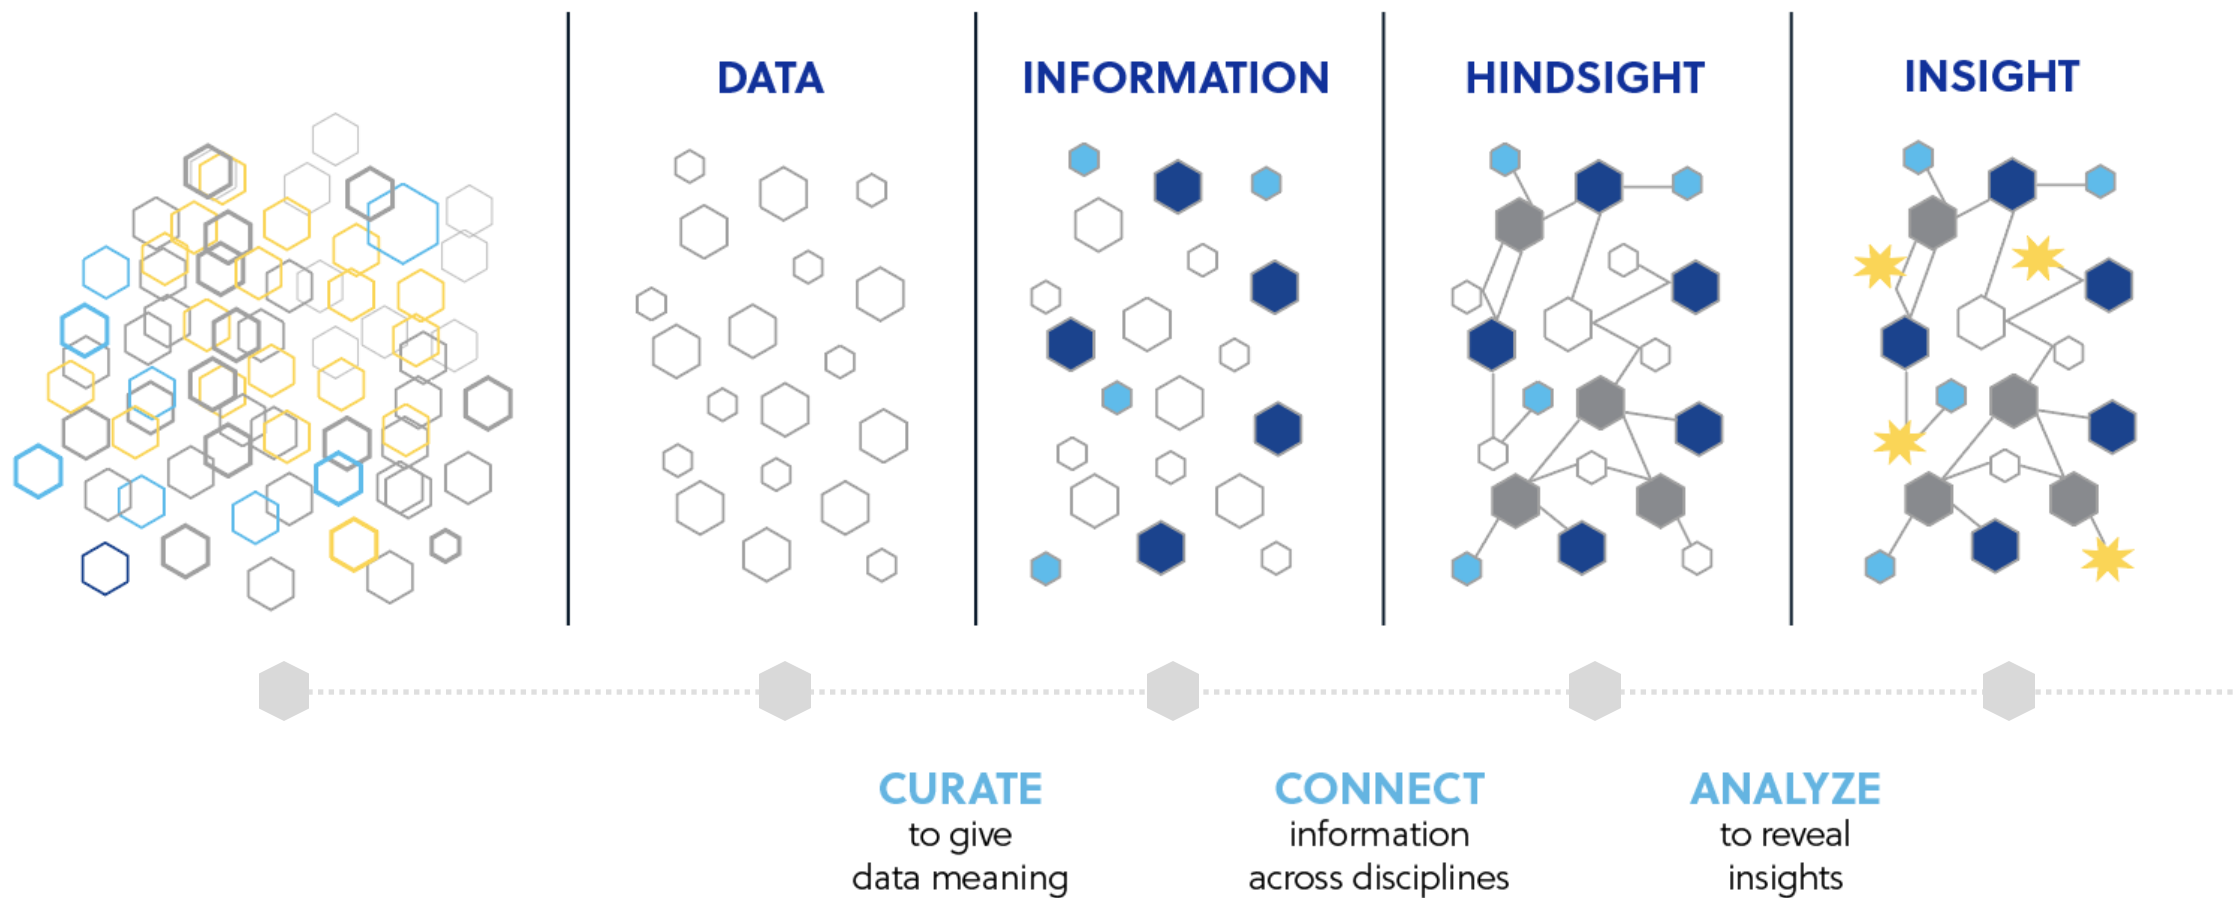 DATA
INFORMATION
HINDSIGHT
INSIGHT
CURATE
to give
data meaning
CONNECT
information
across disciplines
ANALYZE
to reveal
insights